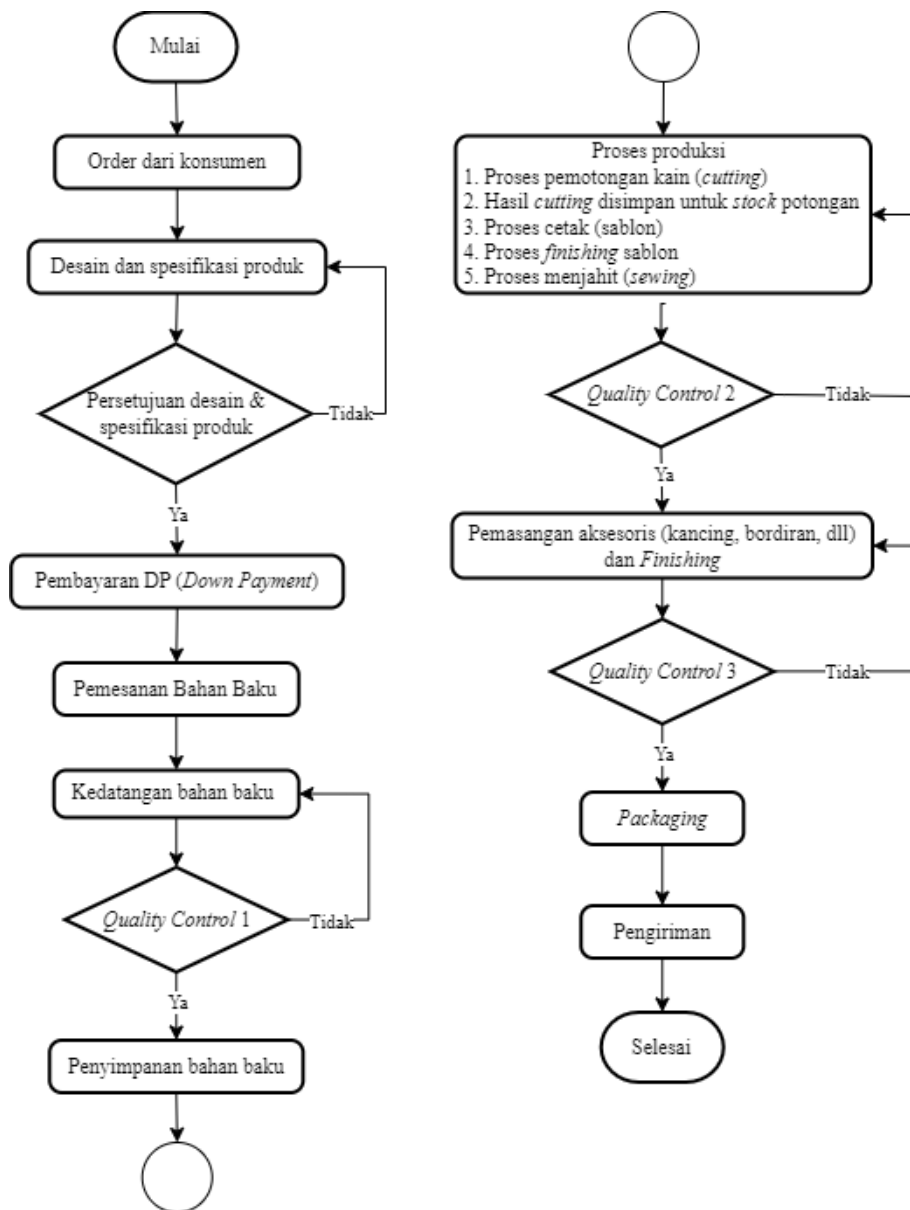 Mulai
Order dari konsumen
Desain dan spesifikasi produk
Persetujuan desain &
spesifikasi produk
Tidak
Ya
Pembayaran DP (Down Payment)
Pemesanan Bahan Baku
Kedatangan bahan baku
Quality Control 1
Tidak
Ya
Penyimpanan bahan baku
Proses produksi
1. Proses pemotongan kain (cutting)
2. Hasil cutting disimpan untuk stock potongan
3. Proses cetak (sablon)
4. Proses finishing sablon
5. Proses menjahit (sewing)
Quality Control 2
Tidak
Ya
Pemasangan aksesoris (kancing, bordiran, dll)
dan Finishing
Quality Control 3
Tidak
Ya
Packaging
Pengiriman
Selesai